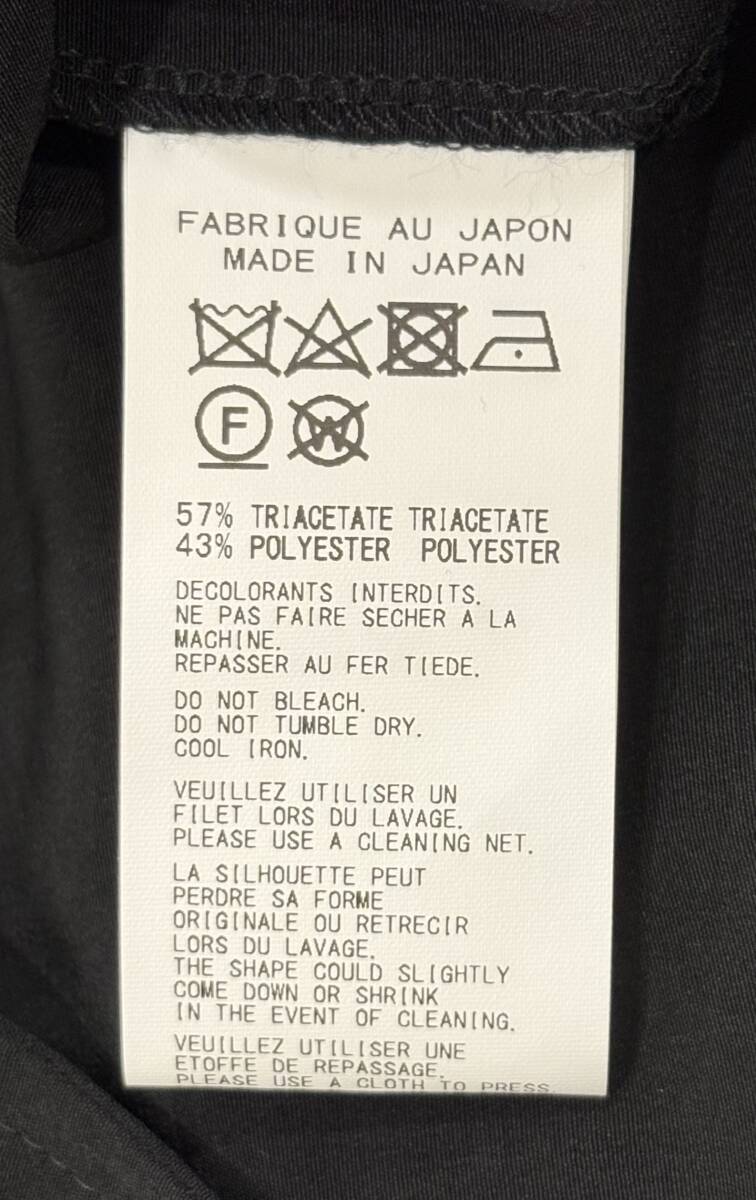 FABRIQUE AU JAPON
MADE IN JAPAN
F W
57% TRIACETATE TRIACETATE
43% POLYESTER POLYESTER
DECOLORANTS INTERDITS.
NE PAS FAIRE SECHER A LA
MACHINE.
REPASSER AU FER TIEDE.
DO NOT BLEACH.
DO NOT TUMBLE DRY.
COOL IRON.
VEUILLEZ UTILISER UN
FILET LORS DU LAVAGE.
PLEASE USE A CLEANING NET.
LA SILHOUETTE PEUT
PERDRE SA FORME
ORIGINALE OU RETRECIR
LORS DU LAVAGE.
THE SHAPE COULD SLIGHTLY
COME DOWN OR SHRINK
IN THE EVENT OF CLEANING.
VEUILLEZ UTILISER UNE
ETOFFE DE REPASSAGE.
PLEASE USE A CLOTH TO PRESS.